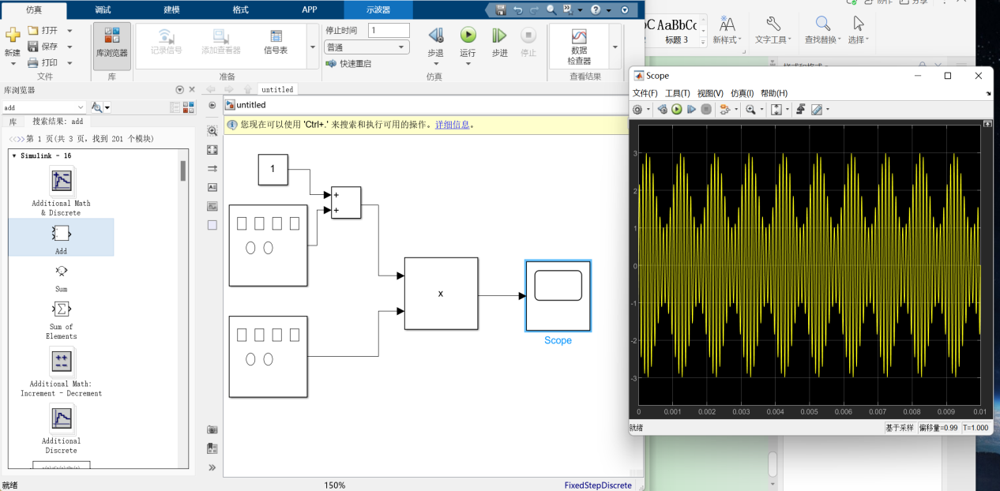 仿真 调试 建模 格式 APP 示波器
新建
打开
保存
打印
文件
库浏览器
库
记录信号 添加查看器 信号表
准备
停止时间 1
普通
快速重启
步退 运行 步进 停止
仿真
数据
检查器
查看结果
AaBbCc
标题 3
新样式
文字工具
查找替换
选择
库浏览器
add
库 搜索结果: add
第 1 页(共 3 页, 找到 201 个模块)
Simulink - 16
Additional Math
& Discrete
Add
Sum
Sum of
Elements
Additional Math:
Increment - Decrement
Additional
Discrete
untitled
untitled
您现在可以使用 'Ctrl+.' 来搜索和执行可用的操作。详细信息。
1
+
+
x
Scope
就绪
150%
FixedStepDiscrete
Scope
文件(F) 工具(T) 视图(V) 仿真(I) 帮助(H)
3
2
1
0
-1
-2
-3
0 0.001 0.002 0.003 0.004 0.005 0.006 0.007 0.008 0.009 0.01
就绪
基于采样 偏移量=0.99 T=1.000